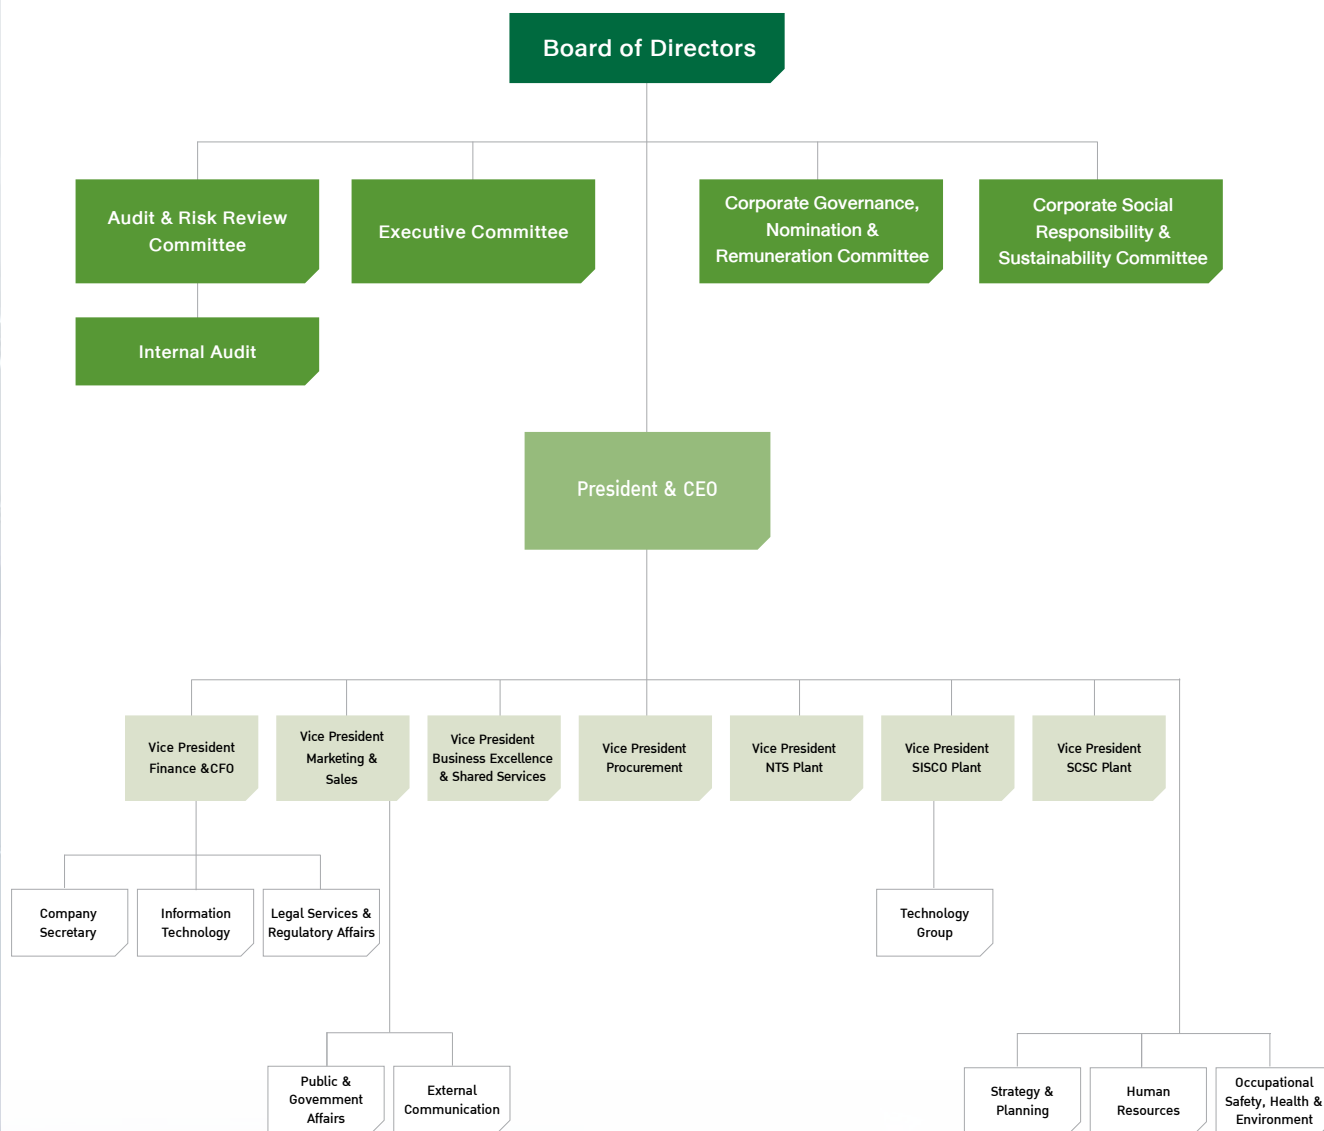 Board of Directors
Audit & Risk Review
Committee
Executive Committee
Corporate Governance,
Nomination &
Remuneration Committee
Corporate Social
Responsibility &
Sustainability Committee
Internal Audit
President & CEO
Vice President
Finance &CFO
Vice President
Marketing &
Sales
Vice President
Business Excellence
& Shared Services
Vice President
Procurement
Vice President
NTS Plant
Vice President
SISCO Plant
Vice President
SCSC Plant
Company
Secretary
Information
Technology
Legal Services &
Regulatory Affairs
Technology
Group
Public &
Government
Affairs
External
Communication
Strategy &
Planning
Human
Resources
Occupational
Safety, Health &
Environment